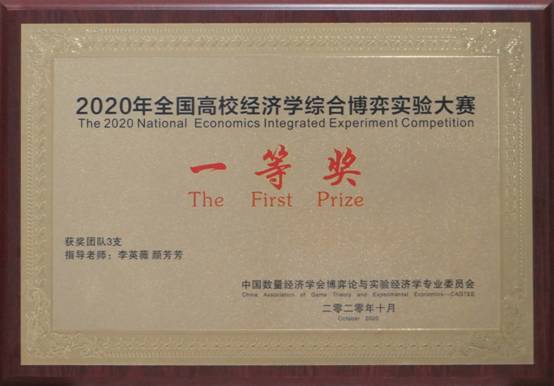 2020年全国高校经济学综合博弈实验大赛
The 2020 National Economics Integrated Experiment Competition
一等奖
The First Prize
获奖团队3支
指导老师：李英薇 颜芳芳
中国数量经济学会博弈论与实验经济学专业委员会
China Association of Game Theory and Experimental Economics—CAGTEE
二零二零年十月
October 2020